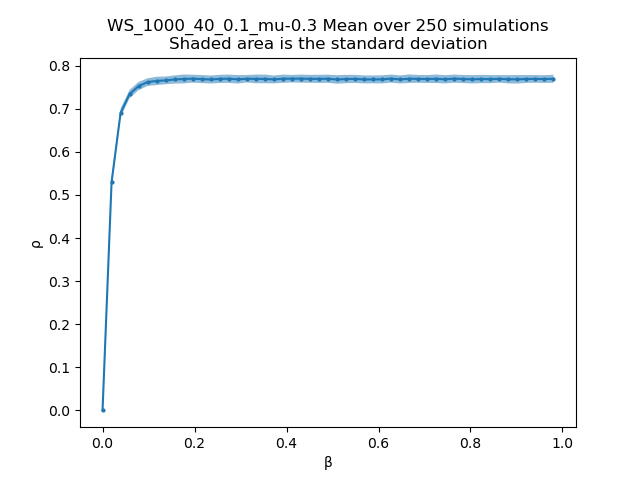 WS_1000_40_0.1_mu-0.3 Mean over 250 simulations
Shaded area is the standard deviation
0.8
0.7
0.6
0.5
0.4
0.3
0.2
0.1
0.0
ρ
0.0 0.2 0.4 0.6 0.8 1.0
β